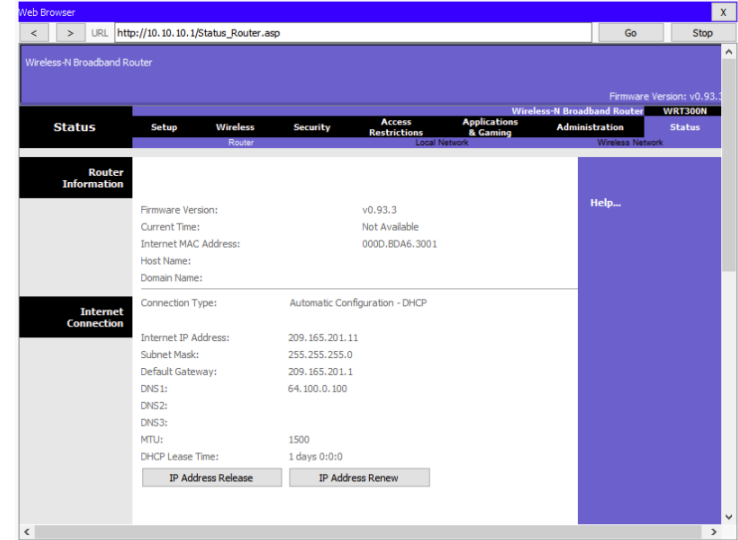 Web Browser X
< > URL http://10.10.10.1/Status_Router.asp Go Stop
Wireless-N Broadband Router
Firmware Version: v0.93.3
Wireless-N Broadband Router WRT300N
Status Setup Wireless Security Access Restrictions Applications & Gaming Administration Status
Router Local Network Wireless Network
Router Information
Help...
Firmware Version: v0.93.3
Current Time: Not Available
Internet MAC Address: 000D.BDA6.3001
Host Name:
Domain Name:
Internet Connection
Connection Type: Automatic Configuration - DHCP
Internet IP Address: 209.165.201.11
Subnet Mask: 255.255.255.0
Default Gateway: 209.165.201.1
DNS1: 64.100.0.100
DNS2:
DNS3:
MTU: 1500
DHCP Lease Time: 1 days 0:0:0
IP Address Release IP Address Renew